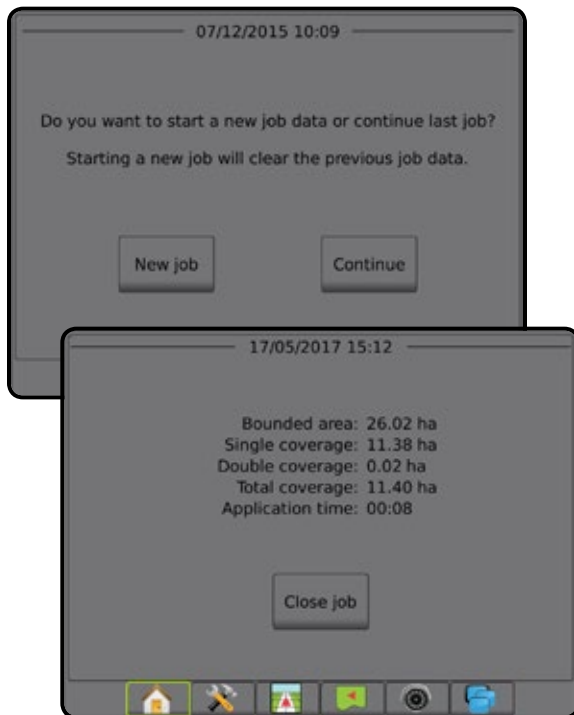 07/12/2015 10:09
Do you want to start a new job data or continue last job?
Starting a new job will clear the previous job data.
New job
Continue
17/05/2017 15:12
Bounded area: 26.02 ha
Single coverage: 11.38 ha
Double coverage: 0.02 ha
Total coverage: 11.40 ha
Application time: 00:08
Close job